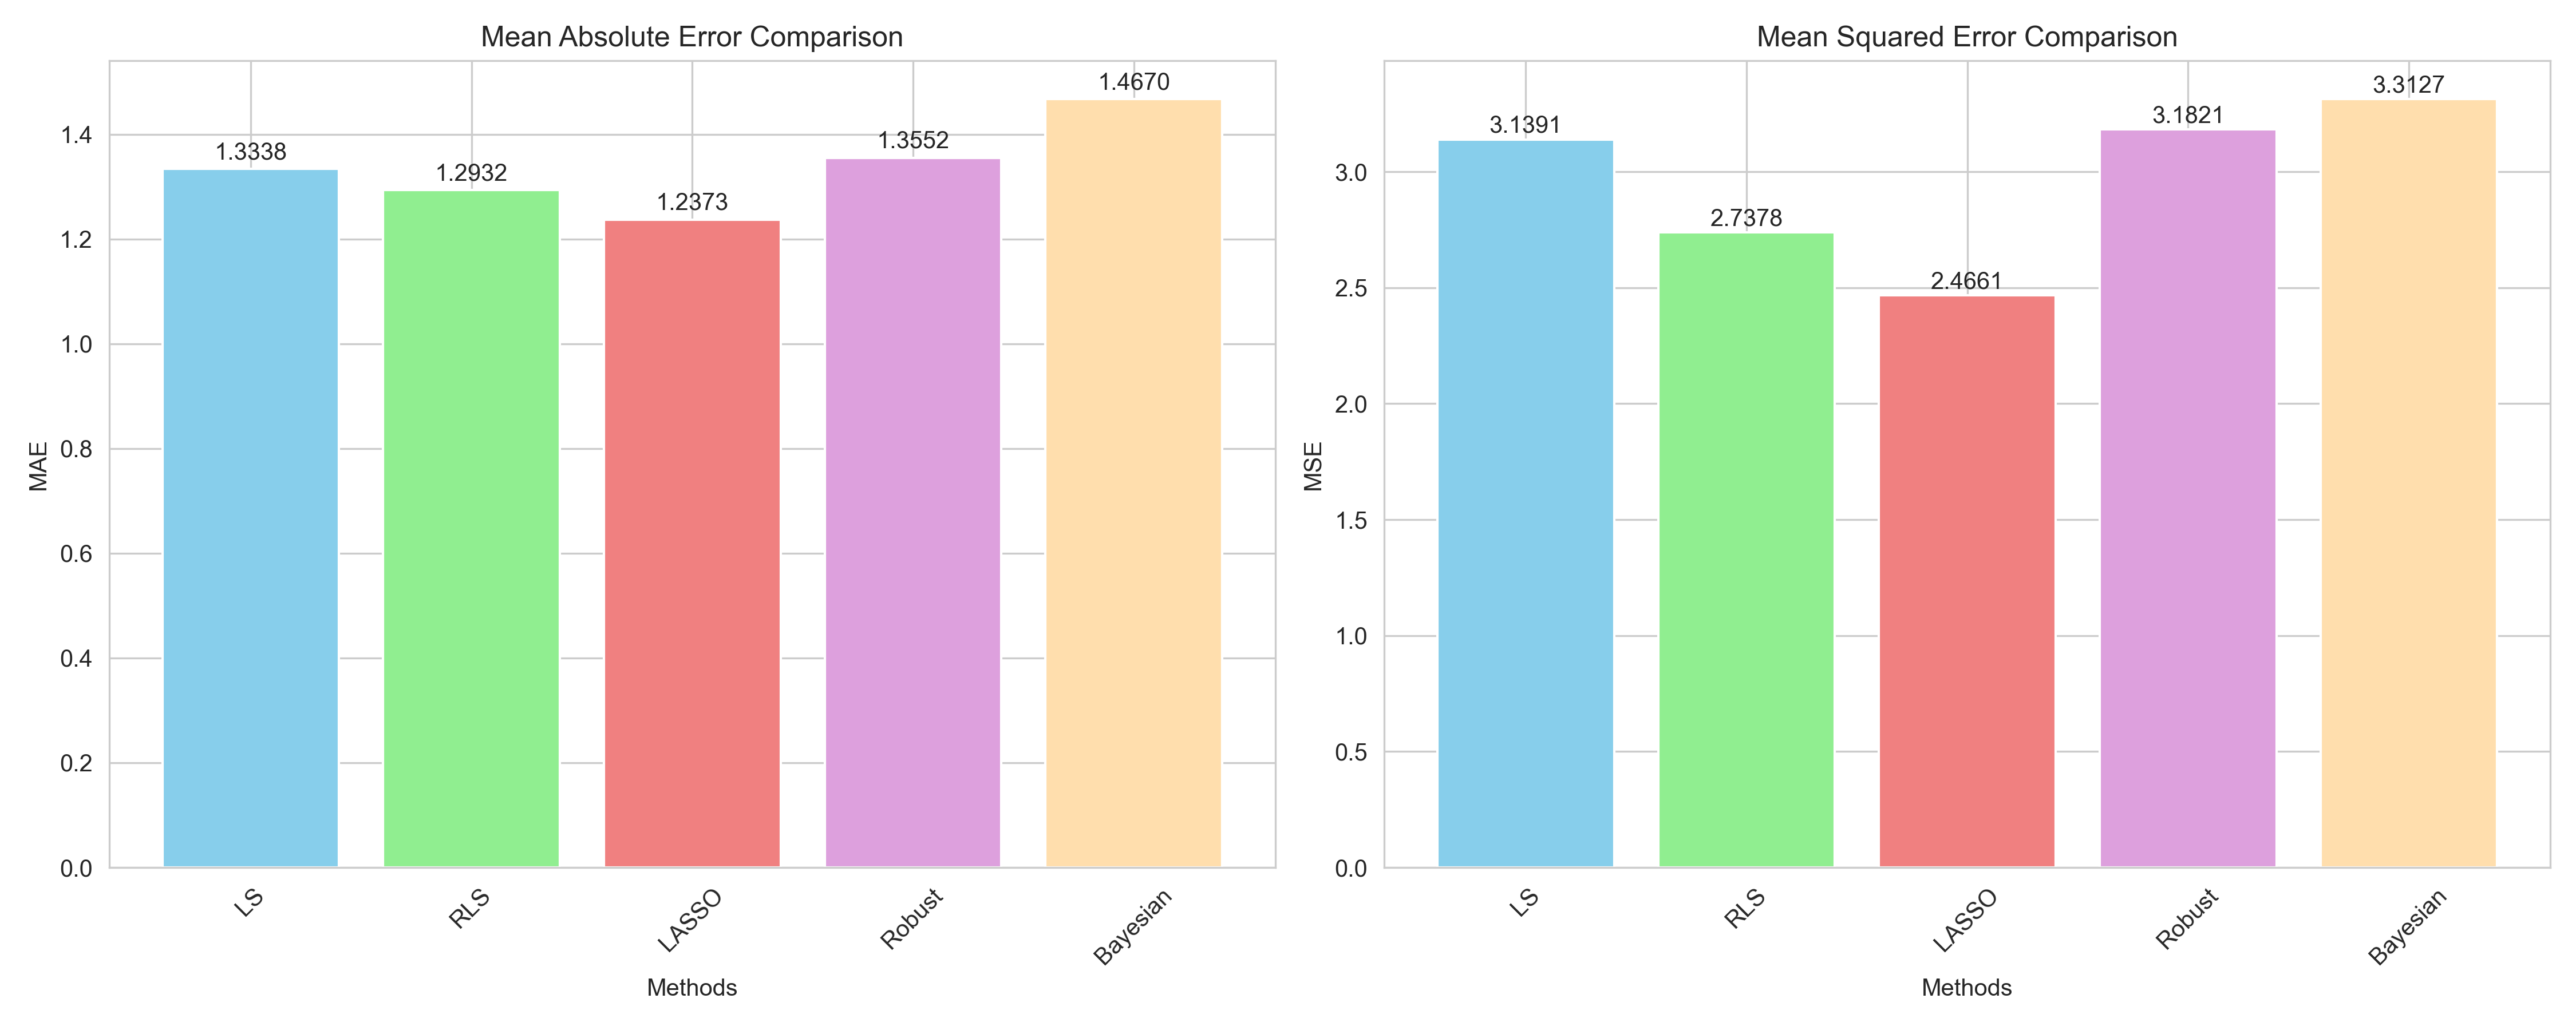 Mean Absolute Error Comparison
MAE
1.4
1.2
1.0
0.8
0.6
0.4
0.2
0.0
1.3338
1.2932
1.2373
1.3552
1.4670
LS
RLS
LASSO
Robust
Bayesian
Methods
Mean Squared Error Comparison
MSE
3.0
2.5
2.0
1.5
1.0
0.5
0.0
3.1391
2.7378
2.4661
3.1821
3.3127
LS
RLS
LASSO
Robust
Bayesian
Methods